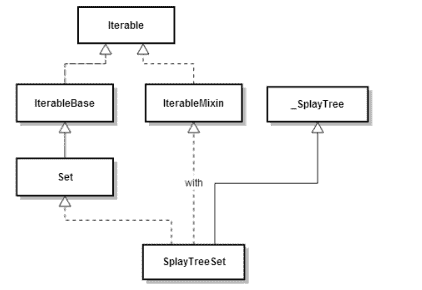 Iterable
IterableBase
IterableMixin
_SplayTree
Set
with
SplayTreeSet